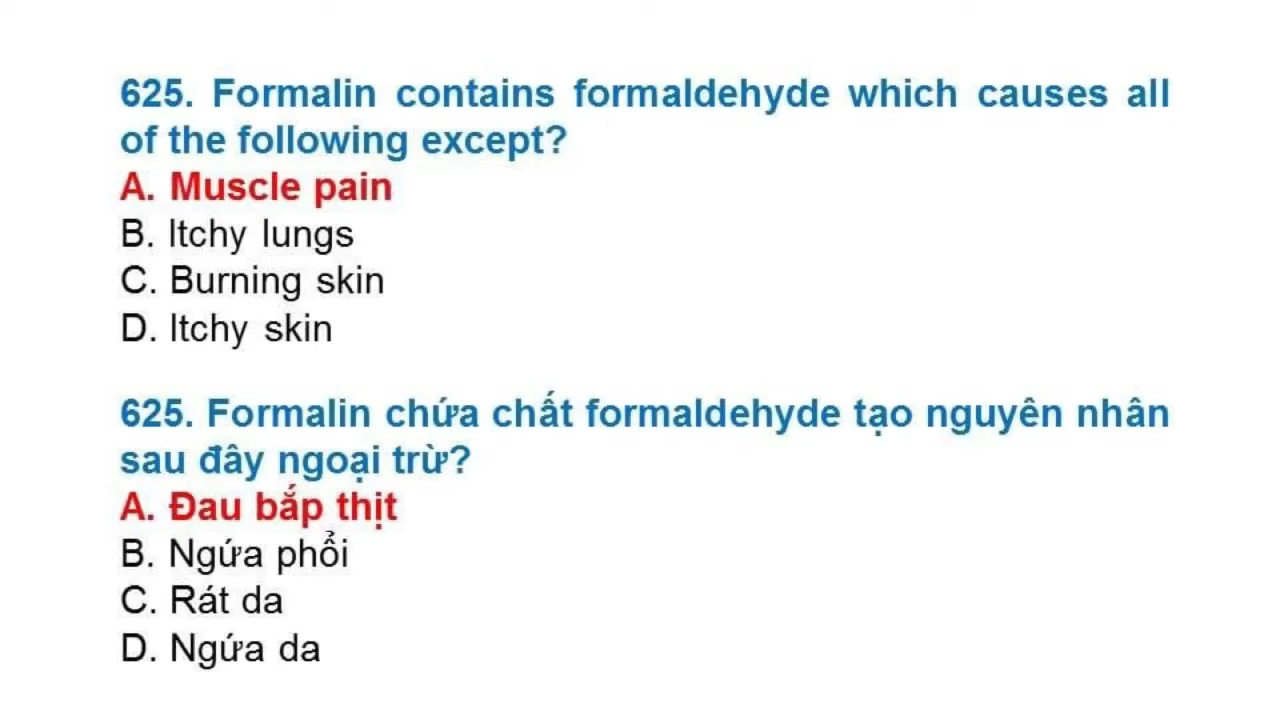 625. Formalin contains formaldehyde which causes all
of the following except?
A. Muscle pain
B. Itchy lungs
C. Burning skin
D. Itchy skin
625. Formalin chứa chất formaldehyde tạo nguyên nhân
sau đây ngoại trừ?
A. Đau bắp thịt
B. Ngứa phổi
C. Rát da
D. Ngứa da